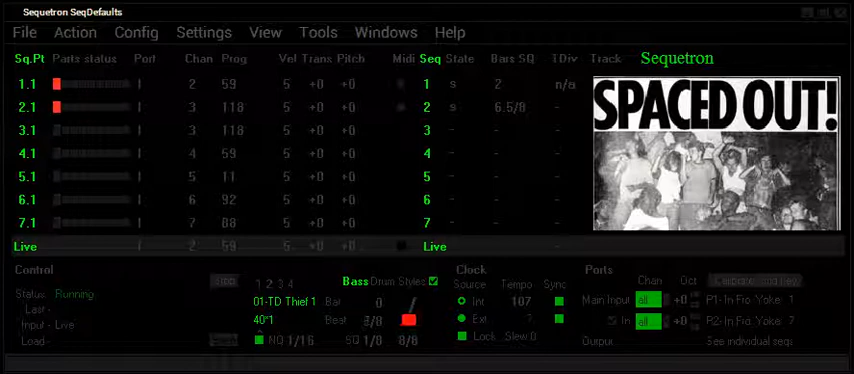 Sequetron SeqDefaults
File Action Config Settings View Tools Windows Help
Sq.Pt Parts status Port Chan Prog Vel Trans Pitch Midi Seq State Bars SQ TDiv Track Sequetron
1.1 2 59 5 +0 +0 1 s 2 n/a
2.1 3 118 5 +0 +0 2 s 6.5/8
3.1 3 118 5 +0 +0 3 - - -
4.1 4 59 5 +0 +0 4 - - -
5.1 5 11 5 +0 +0 5 - - -
6.1 6 92 5 +0 +0 6 - - -
7.1 7 88 5 +0 +0 7 - - -
SPACED OUT!
Live 2 59 5 +0 +0 Live -
Control Clock Ports
Stop 1 2 3 4 Bass Drum Styles Source Tempo Sync Chan Oct
Status: Running 01-TD Thief 1 Bar 0 / Int 107 Main Input all +0 P1-In Fio Yoke: 1
Last -
Input - Live 40*1 Beat Ext ? In all +0 P2-In Fio Yoke: 7
Load - NQ 1/16 SQ 1/8 8/8 Lock Slew 0 Output See individual seqs